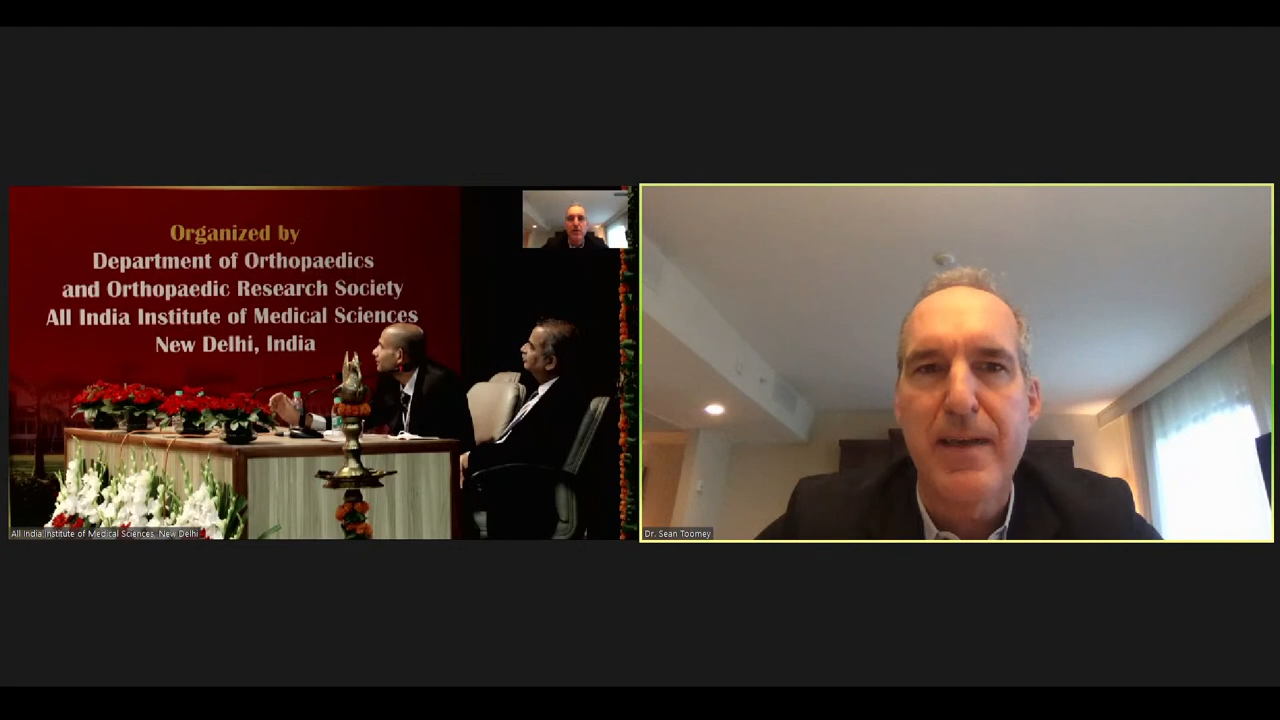 Organized by
Department of Orthopaedics
and Orthopaedic Research Society
All India Institute of Medical Sciences
New Delhi, India
All India Institute of Medical Sciences, New Delhi
Dr. Sean Toomey